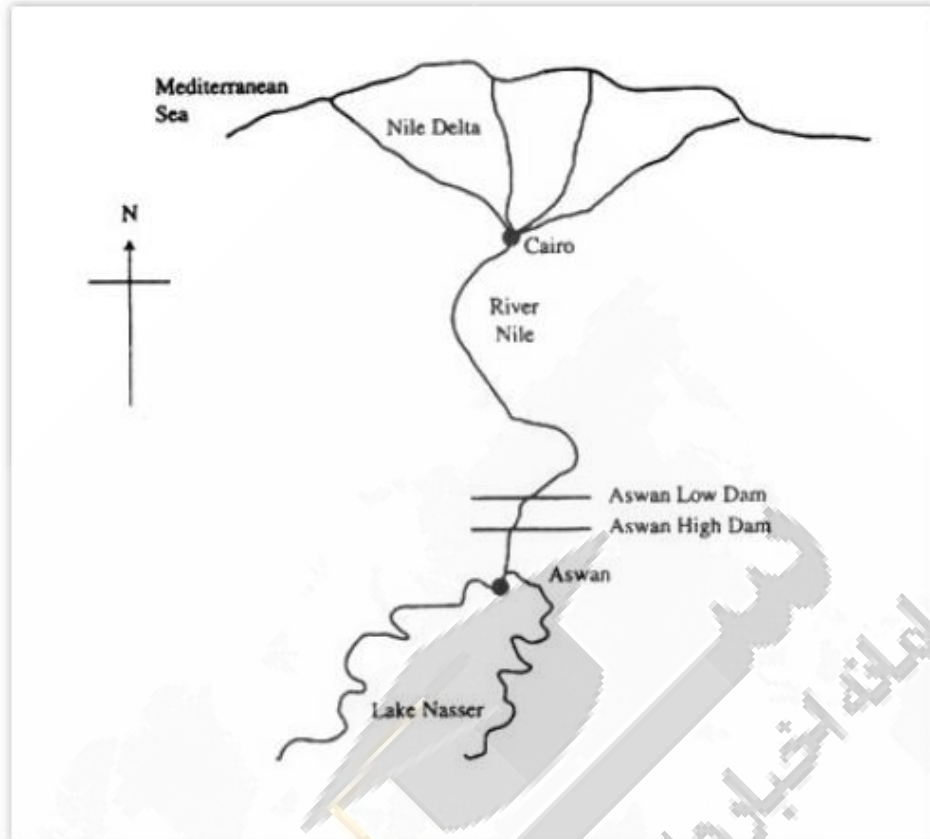 Mediterranean
Sea
Nile Delta
N
Cairo
River
Nile
Aswan Low Dam
Aswan High Dam
Aswan
Lake Nasser